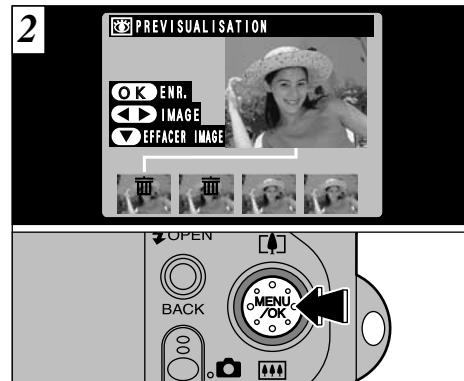 2
PREVISUALISATION
OK ENR.
IMAGE
EFFACER IMAGE
OPEN
BACK
MENU
/OK